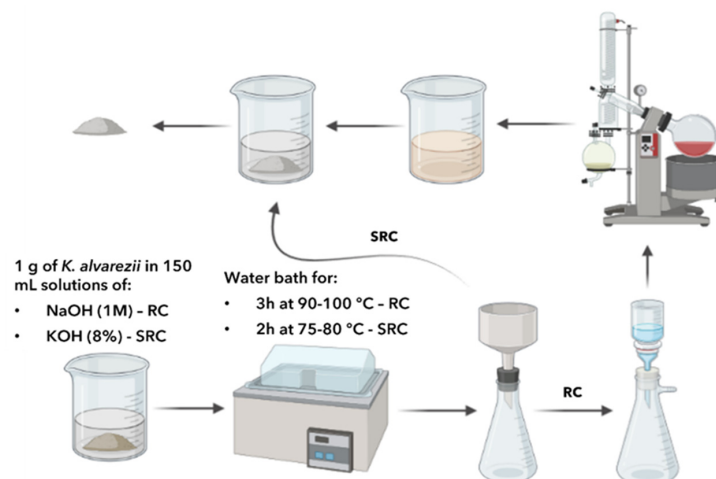 SRC
1 g of K. alvarezii in 150
mL solutions of:
• NaOH (1M) – RC
• KOH (8%) - SRC
Water bath for:
• 3h at 90-100 °C – RC
• 2h at 75-80 °C - SRC
RC